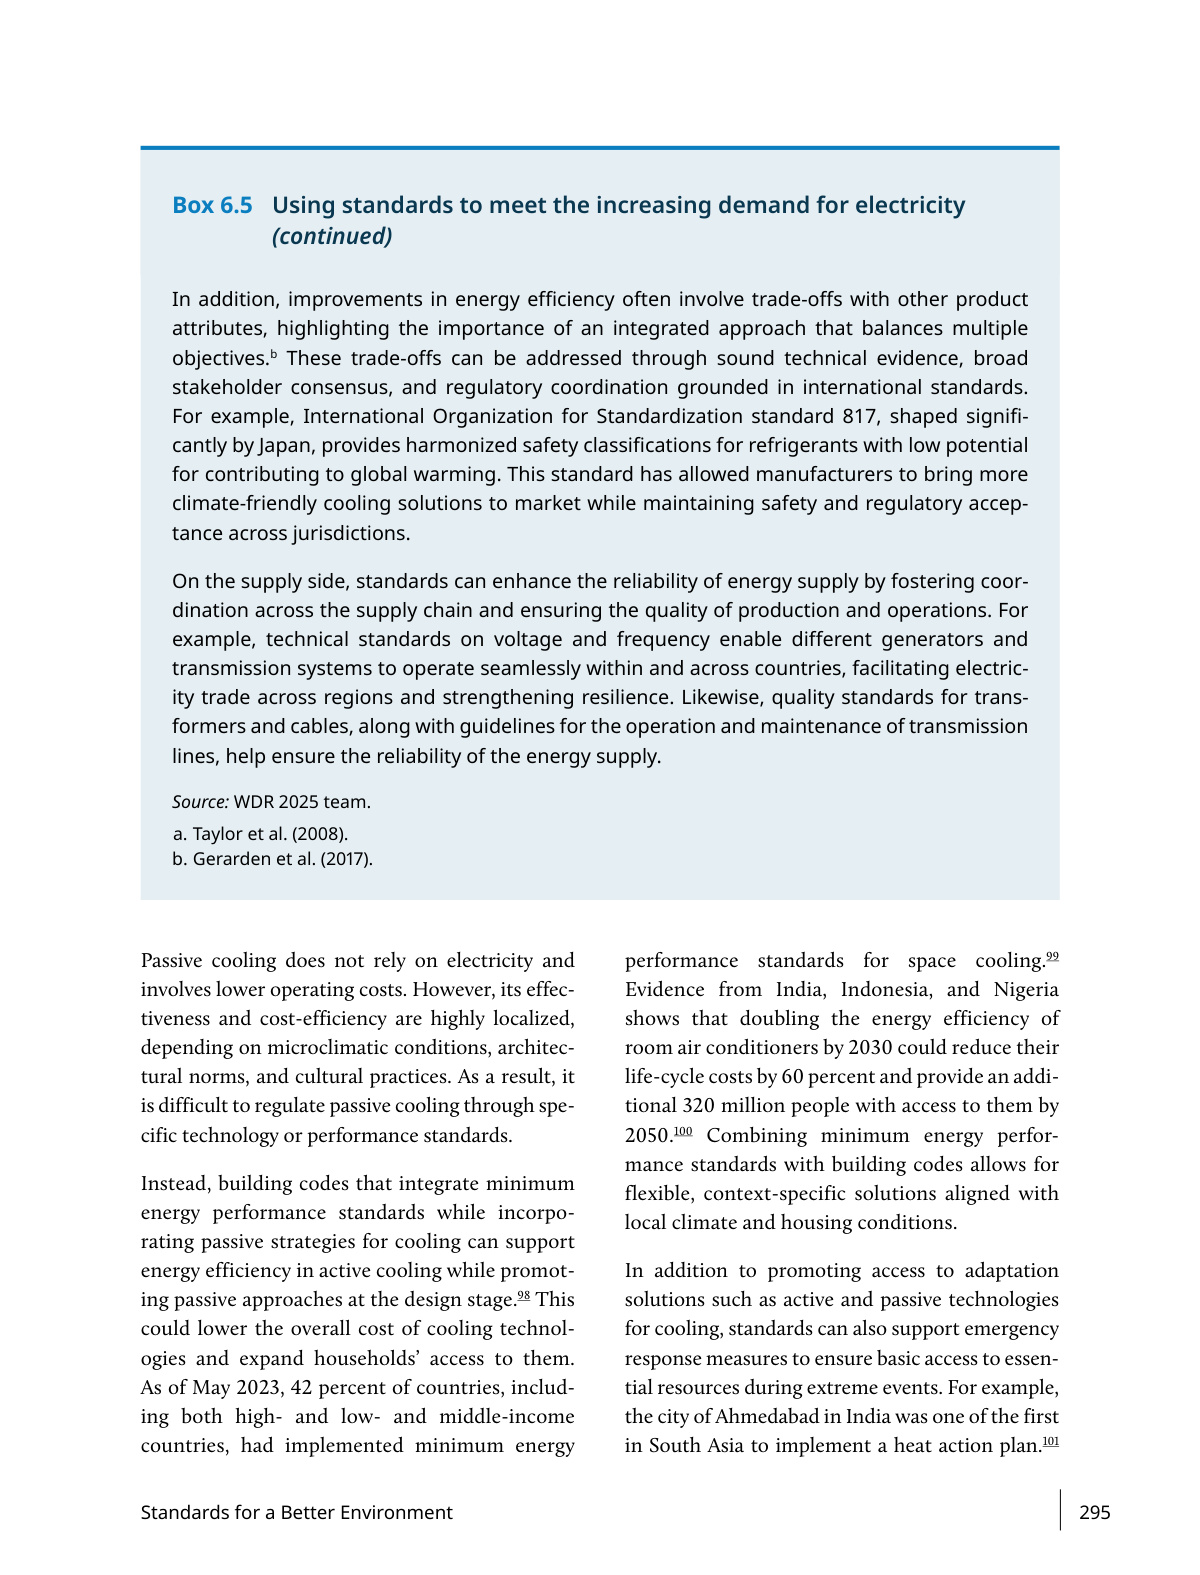 Box 6.5 Using standards to meet the increasing demand for electricity
(continued)
In addition, improvements in energy efficiency often involve trade-offs with other product
attributes, highlighting the importance of an integrated approach that balances multiple
objectives.b These trade-offs can be addressed through sound technical evidence, broad
stakeholder consensus, and regulatory coordination grounded in international standards.
For example, International Organization for Standardization standard 817, shaped signifi-
cantly by Japan, provides harmonized safety classifications for refrigerants with low potential
for contributing to global warming. This standard has allowed manufacturers to bring more
climate-friendly cooling solutions to market while maintaining safety and regulatory accep-
tance across jurisdictions.
On the supply side, standards can enhance the reliability of energy supply by fostering coor-
dination across the supply chain and ensuring the quality of production and operations. For
example, technical standards on voltage and frequency enable different generators and
transmission systems to operate seamlessly within and across countries, facilitating electric-
ity trade across regions and strengthening resilience. Likewise, quality standards for trans-
formers and cables, along with guidelines for the operation and maintenance of transmission
lines, help ensure the reliability of the energy supply.
Source: WDR 2025 team.
a. Taylor et al. (2008).
b. Gerarden et al. (2017).
Passive cooling does not rely on electricity and
involves lower operating costs. However, its effec-
tiveness and cost-efficiency are highly localized,
depending on microclimatic conditions, architec-
tural norms, and cultural practices. As a result, it
is difficult to regulate passive cooling through spe-
cific technology or performance standards.
Instead, building codes that integrate minimum
energy performance standards while incorpo-
rating passive strategies for cooling can support
energy efficiency in active cooling while promot-
ing passive approaches at the design stage.98 This
could lower the overall cost of cooling technol-
ogies and expand households’ access to them.
As of May 2023, 42 percent of countries, includ-
ing both high- and low- and middle-income
countries, had implemented minimum energy
performance standards for space cooling.99
Evidence from India, Indonesia, and Nigeria
shows that doubling the energy efficiency of
room air conditioners by 2030 could reduce their
life-cycle costs by 60 percent and provide an addi-
tional 320 million people with access to them by
2050.100 Combining minimum energy perfor-
mance standards with building codes allows for
flexible, context-specific solutions aligned with
local climate and housing conditions.
In addition to promoting access to adaptation
solutions such as active and passive technologies
for cooling, standards can also support emergency
response measures to ensure basic access to essen-
tial resources during extreme events. For example,
the city of Ahmedabad in India was one of the first
in South Asia to implement a heat action plan.101
Standards for a Better Environment
295